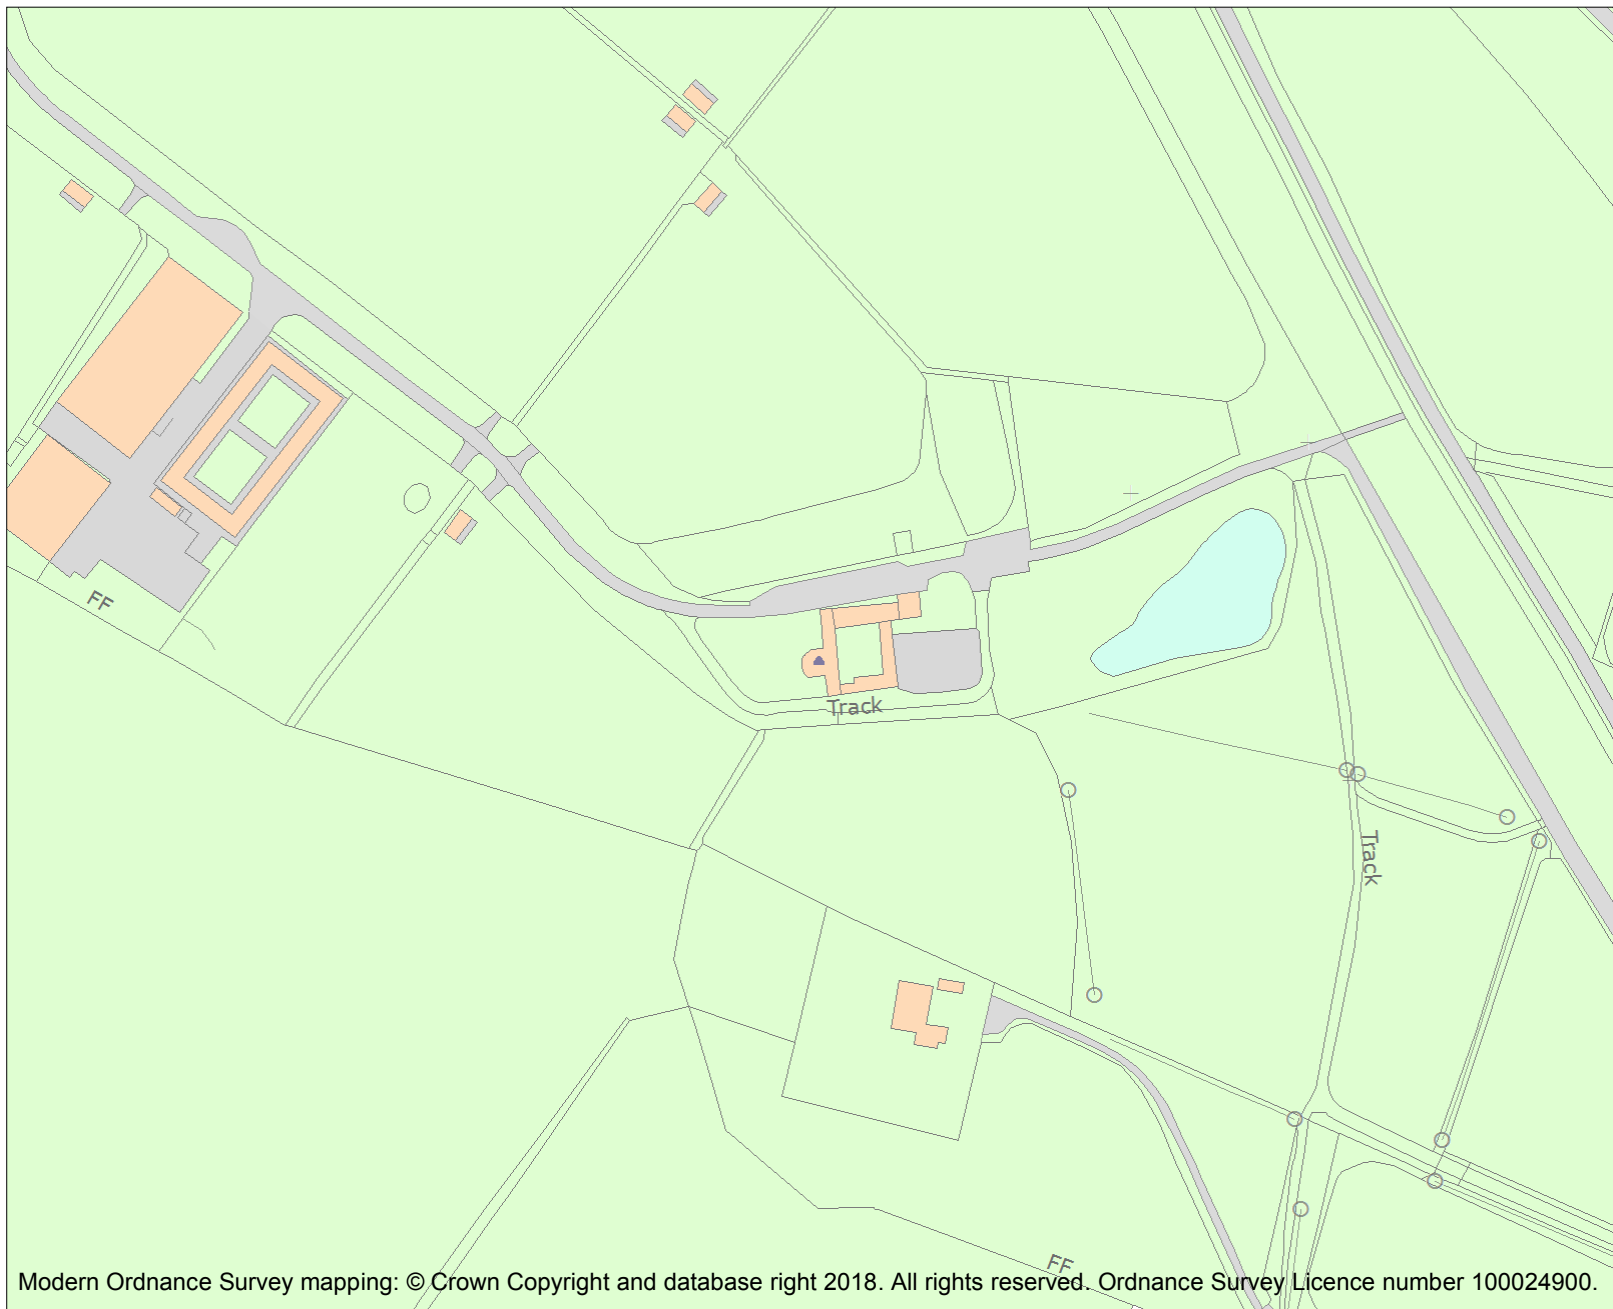 FF
Track
Track
FF
Modern Ordnance Survey mapping: © Crown Copyright and database right 2018. All rights reserved. Ordnance Survey Licence number 100024900.